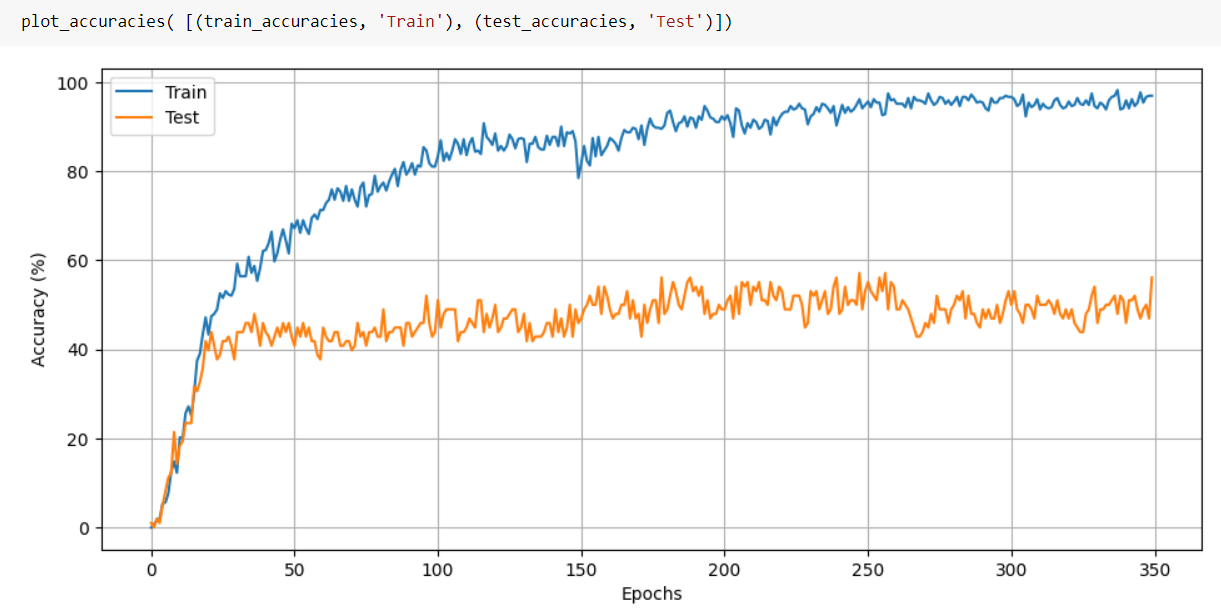 plot_accuracies( [(train_accuracies, 'Train'), (test_accuracies, 'Test')])
100
80
60
40
20
0
Accuracy (%)
Train
Test
0 50 100 150 200 250 300 350
Epochs